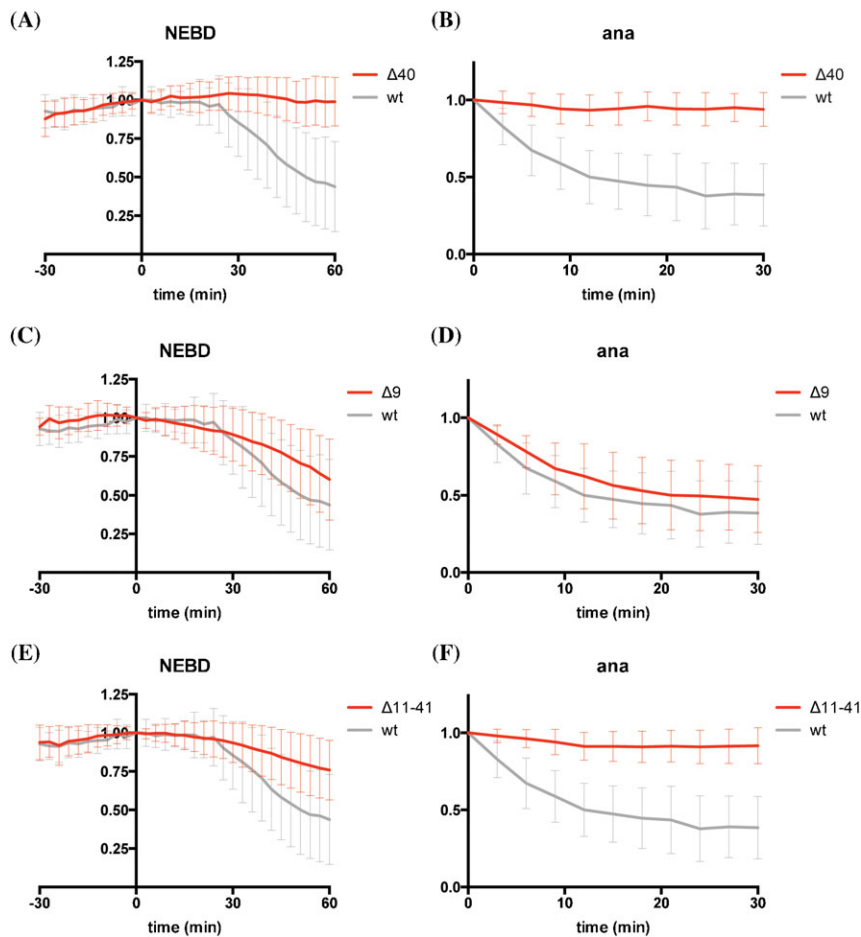 (A)
NEBD
1.25
1.00
0.75
0.50
0.25
-30 0 30 60
time (min)
Δ40
wt
(B)
ana
1.0
0.5
0.0
0 10 20 30
time (min)
Δ40
wt
(C)
NEBD
1.25
1.00
0.75
0.50
0.25
-30 0 30 60
time (min)
Δ9
wt
(D)
ana
1.0
0.5
0.0
0 10 20 30
time (min)
Δ9
wt
(E)
NEBD
1.25
1.00
0.75
0.50
0.25
-30 0 30 60
time (min)
Δ11-41
wt
(F)
ana
1.0
0.5
0.0
0 10 20 30
time (min)
Δ11-41
wt